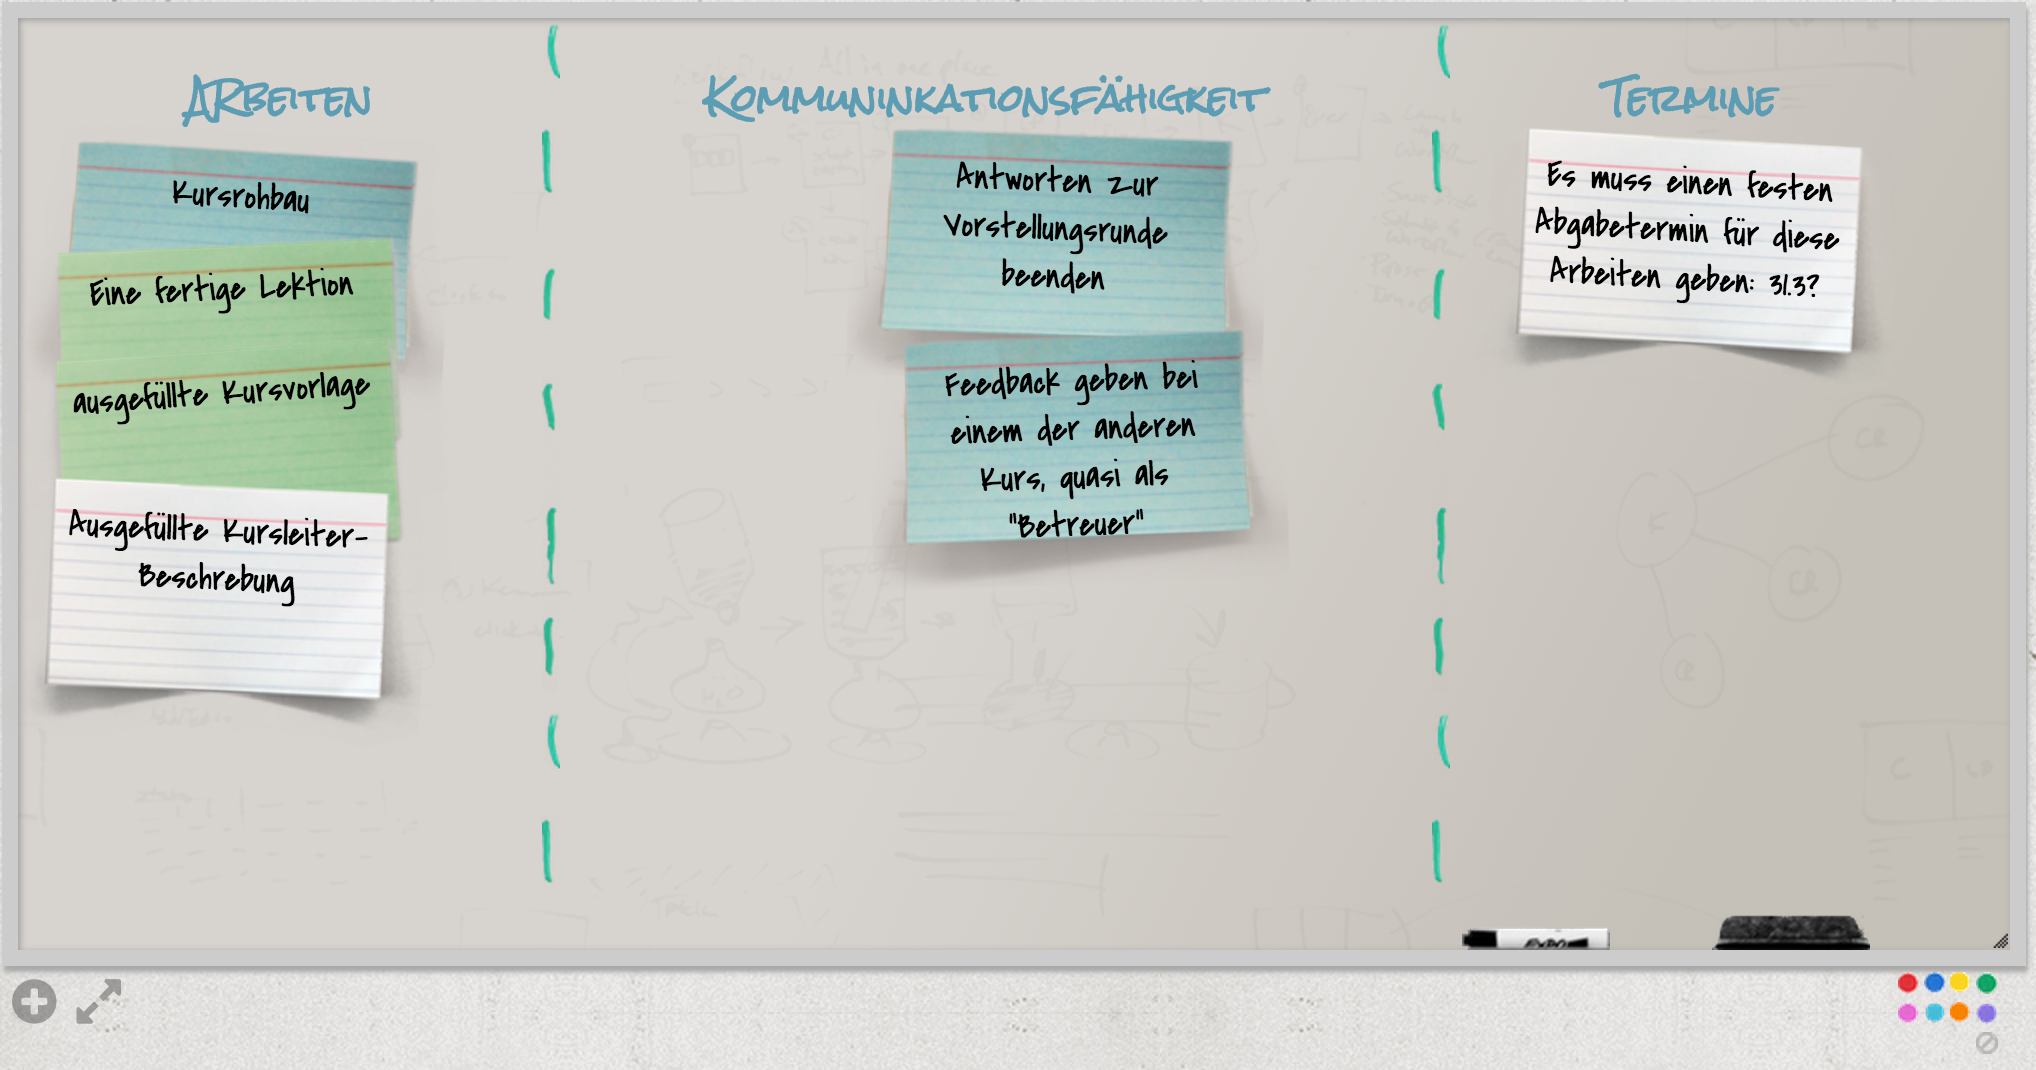 Arbeiten
Kursrohbau
Eine fertige Lektion
ausgefüllte Kursvorlage
Ausgefüllte Kursleiter-
Beschrebung
Kommuninkationsfähigkeit
Antworten zur
Vorstellungsrunde
beenden
Feedback geben bei
einem der anderen
Kurs, quasi als
"Betreuer"
Termine
Es muss einen festen
Abgabetermin für diese
Arbeiten geben: 31.3?
EXPO